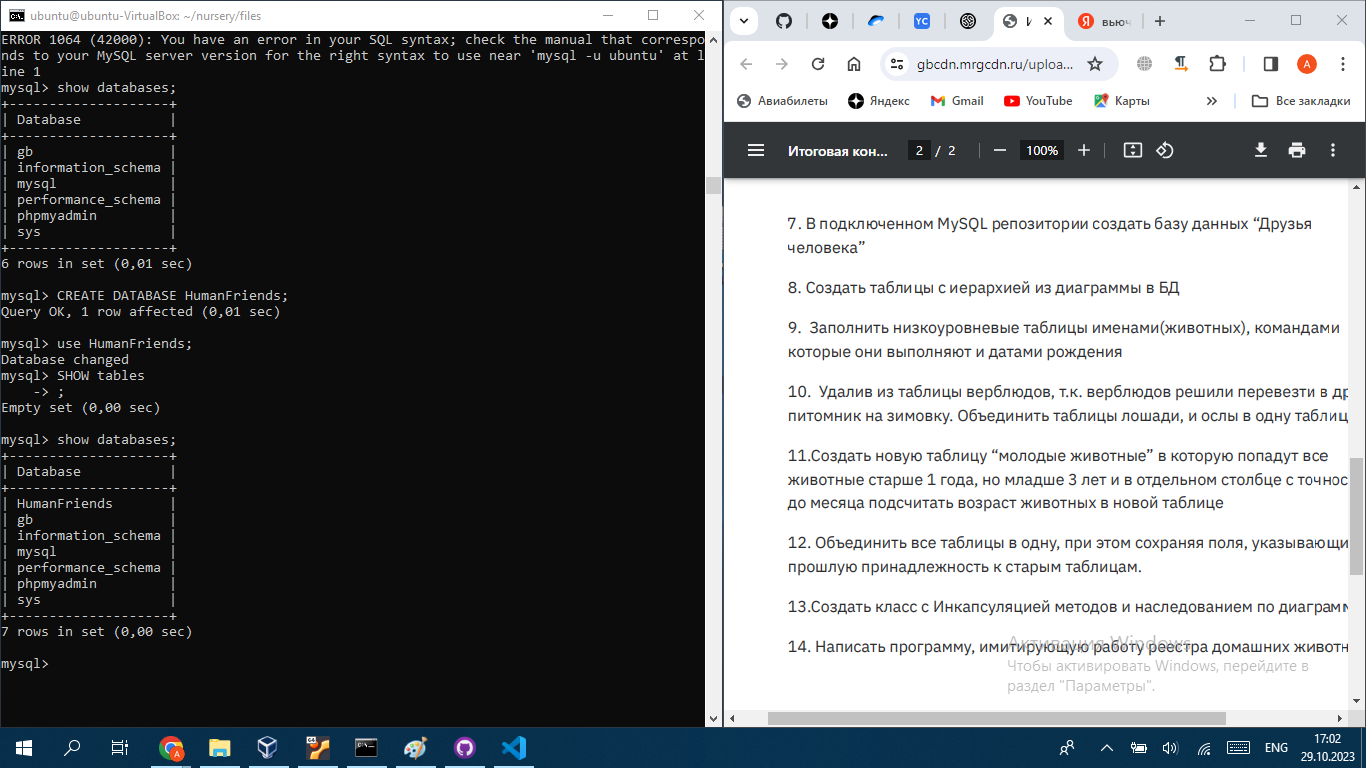 ubuntu@ubuntu-VirtualBox: ~/nursery/files
ERROR 1064 (42000): You have an error in your SQL syntax; check the manual that correspo
nds to your MySQL server version for the right syntax to use near 'mysql -u ubuntu' at l
ine 1
mysql> show databases;
+--------------------+
| Database           |
+--------------------+
| gb                 |
| information_schema |
| mysql              |
| performance_schema |
| phpmyadmin         |
| sys                |
+--------------------+
6 rows in set (0,01 sec)
mysql> CREATE DATABASE HumanFriends;
Query OK, 1 row affected (0,01 sec)
mysql> use HumanFriends;
Database changed
mysql> SHOW tables
    -> ;
Empty set (0,00 sec)
mysql> show databases;
+--------------------+
| Database           |
+--------------------+
| HumanFriends       |
| gb                 |
| information_schema |
| mysql              |
| performance_schema |
| phpmyadmin         |
| sys                |
+--------------------+
7 rows in set (0,00 sec)
mysql>
YC И Я вьюч
gbcdn.mrgcdn.ru/uploa... A
Авиабилеты Яндекс Gmail YouTube Карты » Все закладки
Итоговая кон... 2 / 2 100%
7. В подключенном MySQL репозитории создать базу данных “Друзья
человека”
8. Создать таблицы с иерархией из диаграммы в БД
9. Заполнить низкоуровневые таблицы именами(животных), командами
которые они выполняют и датами рождения
10. Удалив из таблицы верблюдов, т.к. верблюдов решили перевезти в др
питомник на зимовку. Объединить таблицы лошади, и ослы в одну таблиц
11.Создать новую таблицу “молодые животные” в которую попадут все
животные старше 1 года, но младше 3 лет и в отдельном столбце с точнос
до месяца подсчитать возраст животных в новой таблице
12. Объединить все таблицы в одну, при этом сохраняя поля, указывающи
прошлую принадлежность к старым таблицам.
13.Создать класс с Инкапсуляцией методов и наследованием по диаграмм
14. Написать программу, имитирующую работу реестра домашних животн
Активация Windows
Чтобы активировать Windows, перейдите в
раздел "Параметры".
ENG
17:02
29.10.2023